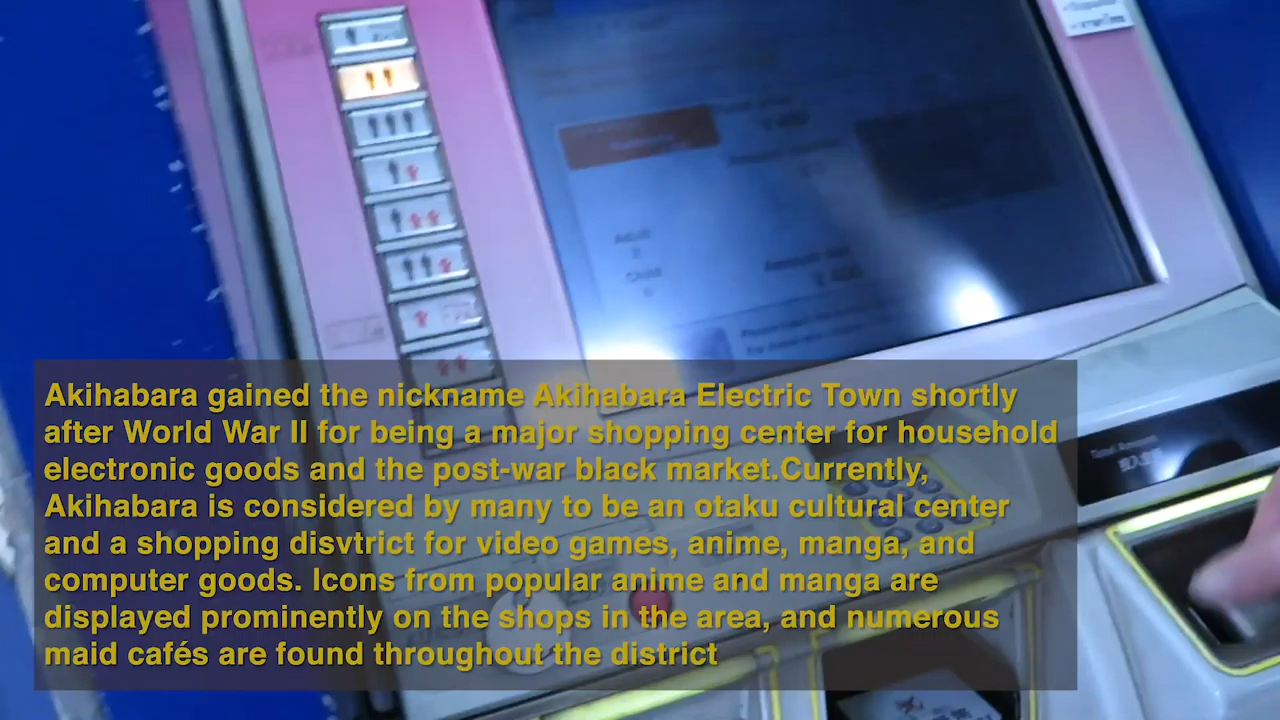 Adult
Child
Akihabara gained the nickname Akihabara Electric Town shortly
after World War II for being a major shopping center for household
electronic goods and the post-war black market.Currently,
Akihabara is considered by many to be an otaku cultural center
and a shopping disvtrict for video games, anime, manga, and
computer goods. Icons from popular anime and manga are
displayed prominently on the shops in the area, and numerous
maid cafés are found throughout the district